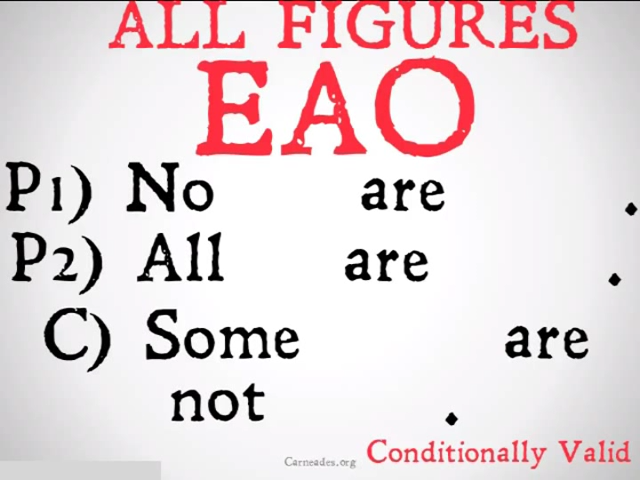 ALL FIGURES
EAO
P1) No are .
P2) All are .
C) Some are
not .
Conditionally Valid
Carneades.org